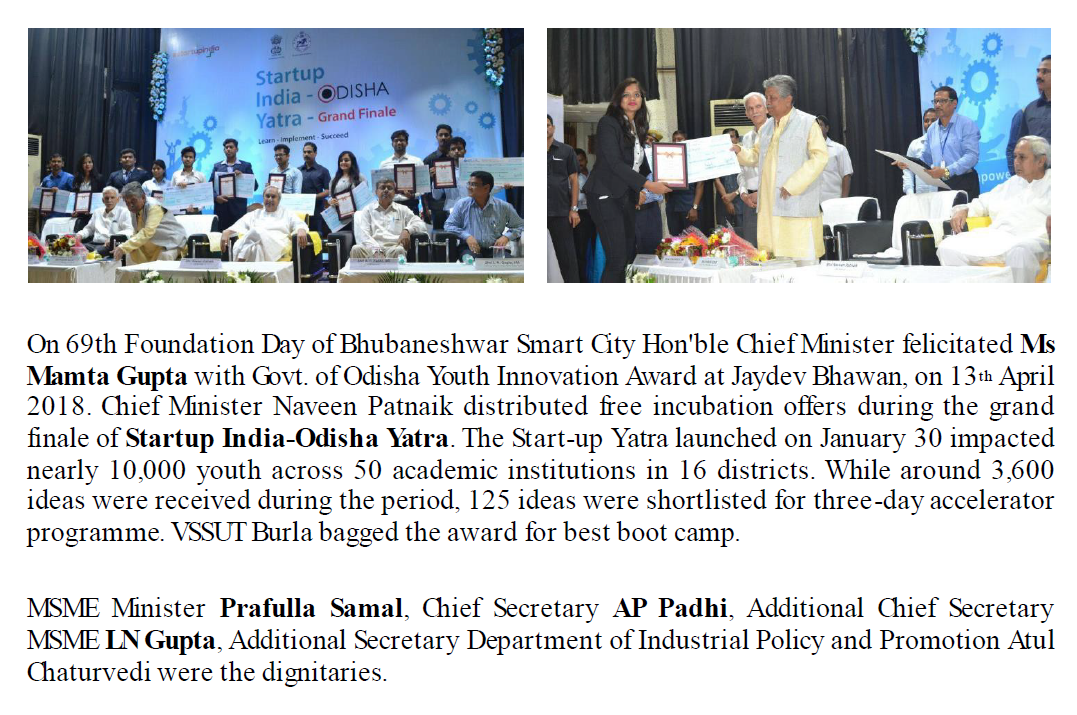 startupindia
Startup
India - ODISHA
Yatra - Grand Finale
Learn - Implement - Succeed
On 69th Foundation Day of Bhubaneshwar Smart City Hon'ble Chief Minister felicitated Ms
Mamta Gupta with Govt. of Odisha Youth Innovation Award at Jaydev Bhawan, on 13th April
2018. Chief Minister Naveen Patnaik distributed free incubation offers during the grand
finale of Startup India-Odisha Yatra. The Start-up Yatra launched on January 30 impacted
nearly 10,000 youth across 50 academic institutions in 16 districts. While around 3,600
ideas were received during the period, 125 ideas were shortlisted for three-day accelerator
programme. VSSUT Burla bagged the award for best boot camp.
MSME Minister Prafulla Samal, Chief Secretary AP Padhi, Additional Chief Secretary
MSME LN Gupta, Additional Secretary Department of Industrial Policy and Promotion Atul
Chaturvedi were the dignitaries.